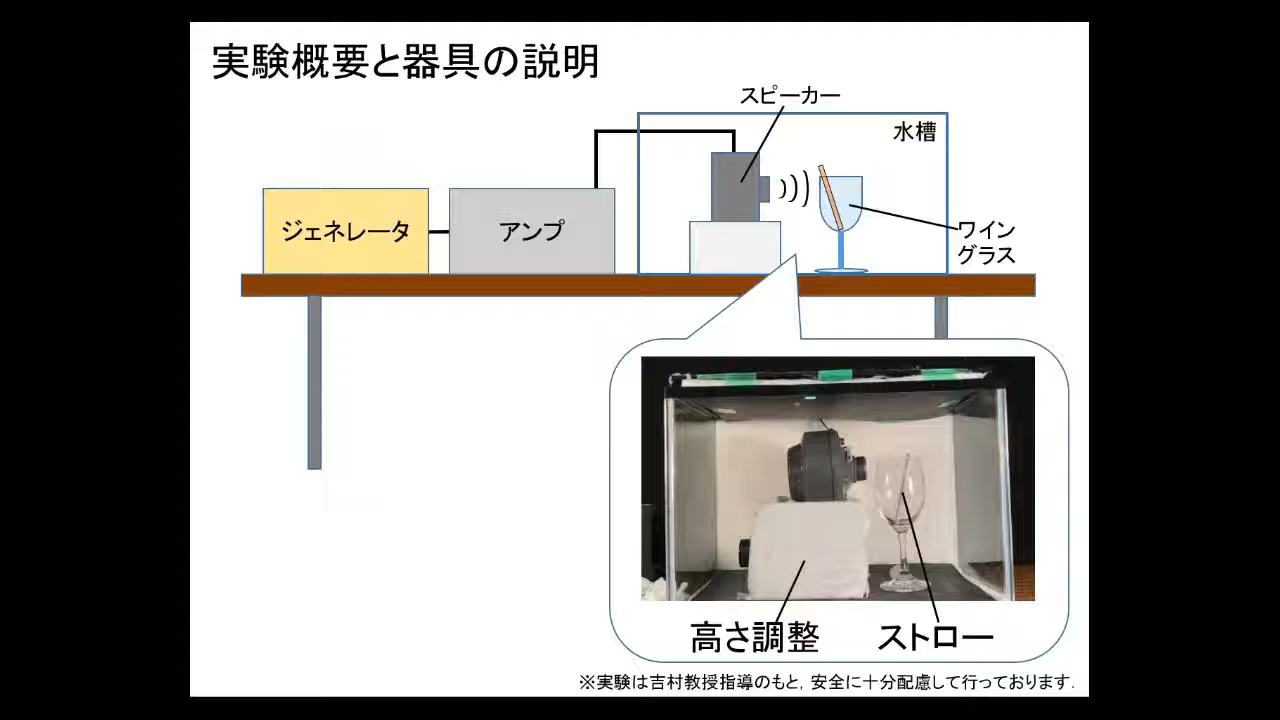 実験概要と器具の説明
スピーカー
水槽
ジェネレータ
アンプ
ワイン
グラス
高さ調整
ストロー
※実験は吉村教授指導のもと，安全に十分配慮して行っております．